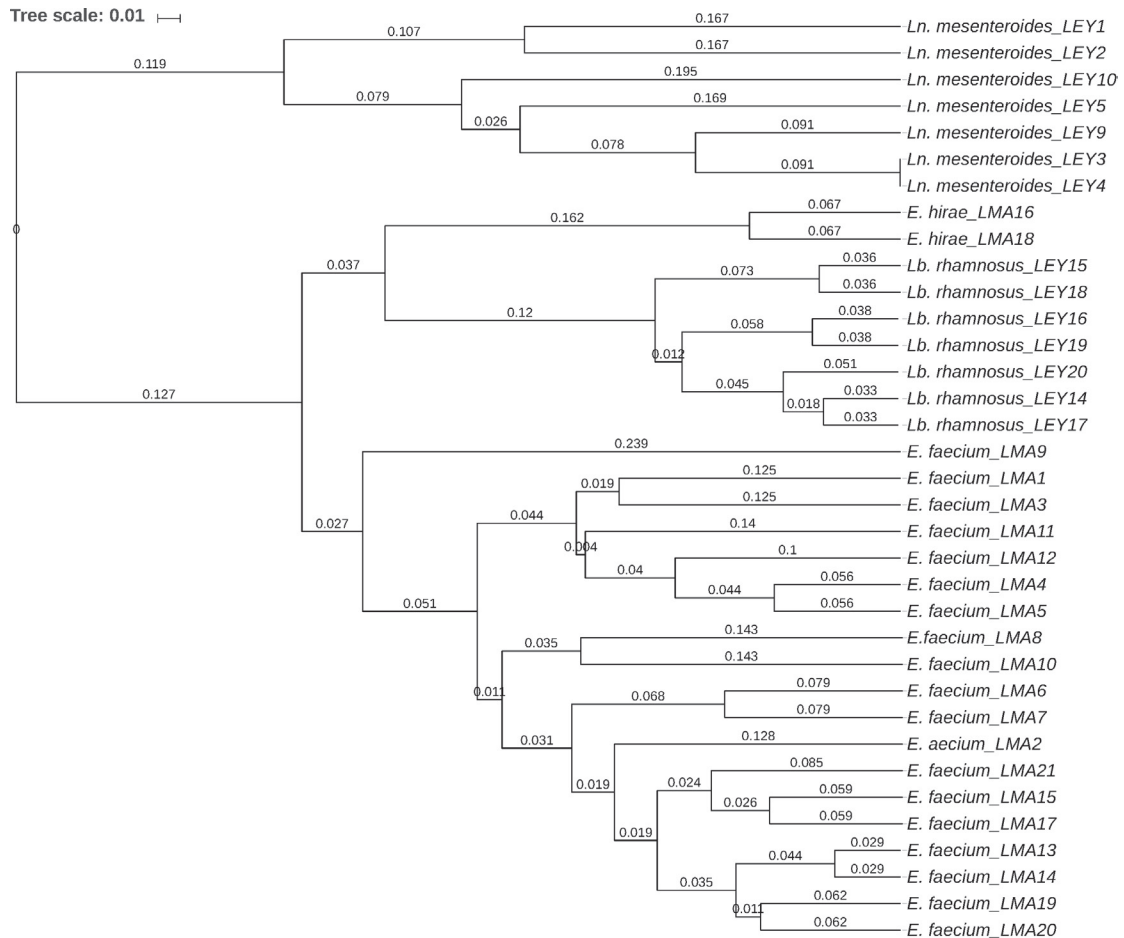 Tree scale: 0.01
0.167
Ln. mesenteroides_LEY1
0.107
0.167
Ln. mesenteroides_LEY2
0.119
0.195
Ln. mesenteroides_LEY10
0.079
0.169
Ln. mesenteroides_LEY5
0.026
0.091
Ln. mesenteroides_LEY9
0.078
Ln. mesenteroides_LEY3
0.091
Ln. mesenteroides_LEY4
0
0.067
E. hirae_LMA16
0.162
0.067
E. hirae_LMA18
0.037
0.036
Lb. rhamnosus_LEY15
0.073
0.036
Lb. rhamnosus_LEY18
0.12
0.038
Lb. rhamnosus_LEY16
0.058
0.038
Lb. rhamnosus_LEY19
0.012
0.051
Lb. rhamnosus_LEY20
0.045
0.033
Lb. rhamnosus_LEY14
0.018
0.033
Lb. rhamnosus_LEY17
0.127
0.239
E. faecium_LMA9
0.125
E. faecium_LMA1
0.019
0.125
E. faecium_LMA3
0.027
0.044
0.14
E. faecium_LMA11
0.004
0.1
E. faecium_LMA12
0.04
0.056
E. faecium_LMA4
0.044
0.056
E. faecium_LMA5
0.051
0.143
E.faecium_LMA8
0.035
0.143
E. faecium_LMA10
0.011
0.079
E. faecium_LMA6
0.068
0.079
E. faecium_LMA7
0.031
0.128
E. aecium_LMA2
0.019
0.085
E. faecium_LMA21
0.024
0.059
E. faecium_LMA15
0.026
0.059
E. faecium_LMA17
0.019
0.029
E. faecium_LMA13
0.044
0.029
E. faecium_LMA14
0.035
0.062
E. faecium_LMA19
0.011
0.062
E. faecium_LMA20